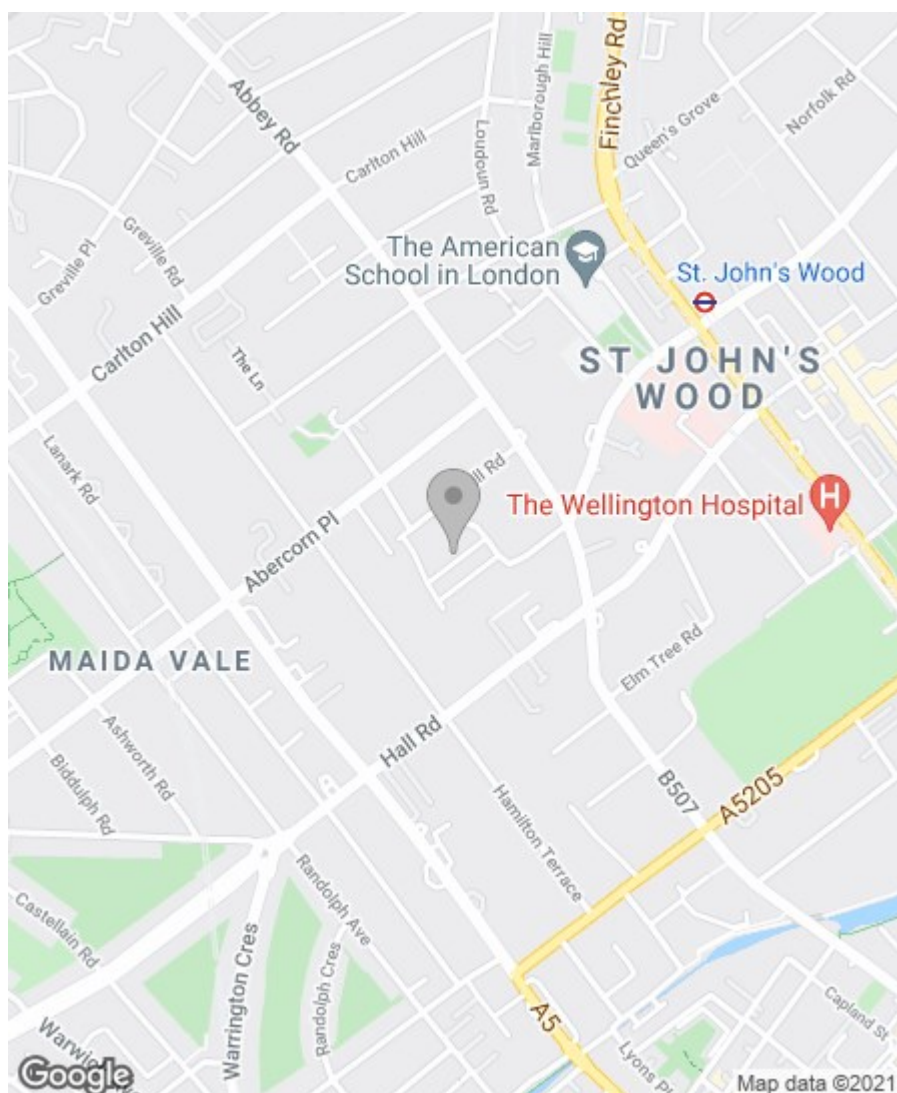 Abbey Rd
Marlborough Hill
Finchley Rd
Norfolk Rd
Queen's Grove
Carlton Hill
Loudoun Rd
Greville Rd
Greville Pl
The American
School in London
St. John's Wood
Carlton Hill
The Ln
ST JOHN'S
WOOD
Lanark Rd
ill Rd
The Wellington Hospital
H
Abercorn Pl
MAIDA VALE
Elm Tree Rd
Ashworth Rd
Hall Rd
Biddulph Rd
B507
A5205
Hamilton Terrace
Randolph Ave
Castellain Rd
Warrington Cres
Randolph Cres
A5
Capland St
Warwick
Lyons Pl
Google
Map data ©2021